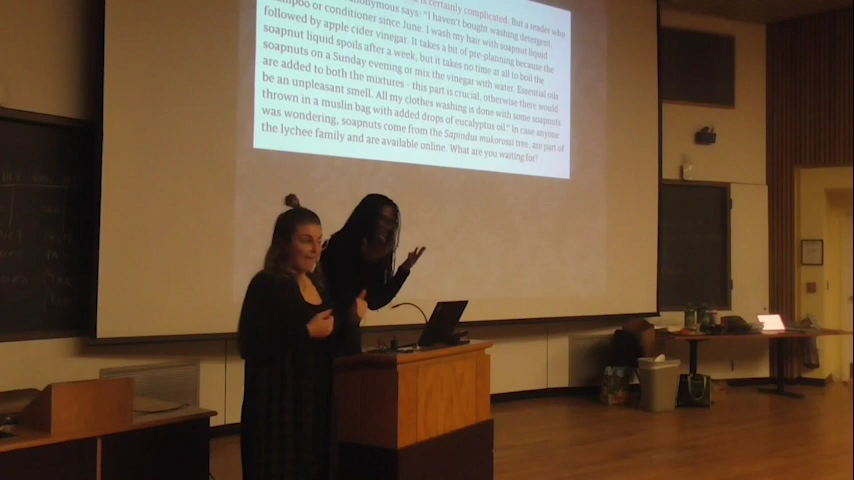 is certainly complicated. But a reader who
anonymous says: "I haven't bought washing detergent,
shampoo or conditioner since June. I wash my hair with soapnut liquid
followed by apple cider vinegar. It takes a bit of pre-planning because the
soapnut liquid spoils after a week, but it takes no time at all to boil the
soapnuts on a Sunday evening or mix the vinegar with water. Essential oils
are added to both the mixtures - this part is crucial, otherwise there would
be an unpleasant smell. All my clothes washing is done with some soapnuts
thrown in a muslin bag with added drops of eucalyptus oil." In case anyone
was wondering, soapnuts come from the Sapindus mukorossi tree, are part of
the lychee family and are available online. What are you waiting for?